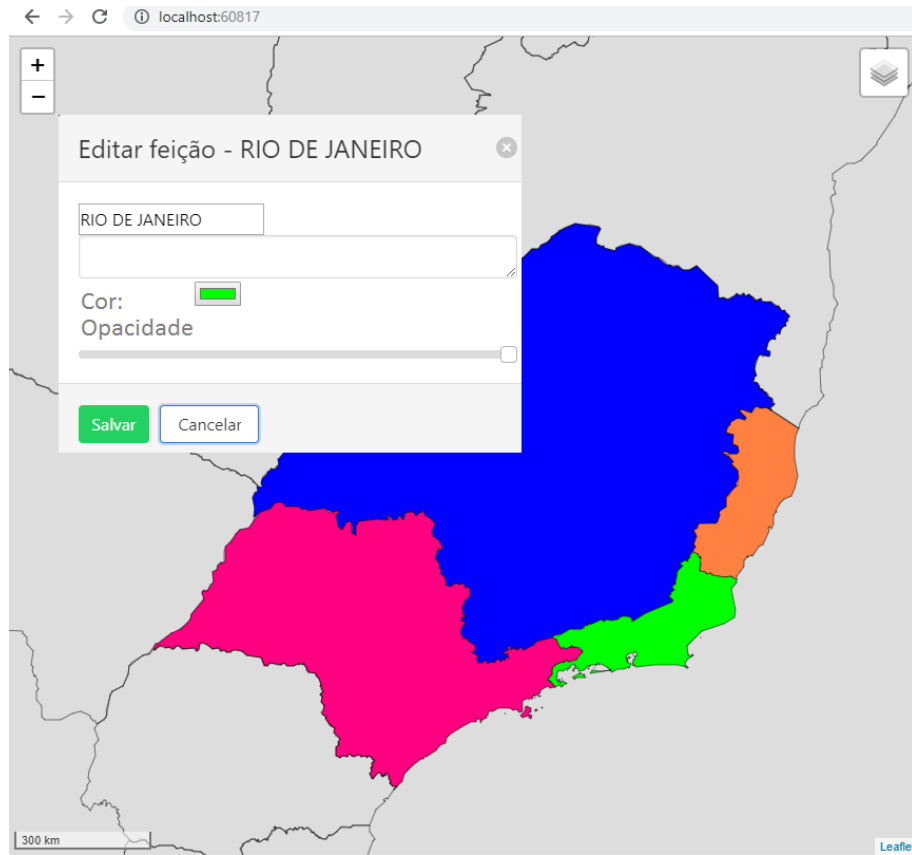 localhost:60817
+
−
Editar feição - RIO DE JANEIRO
RIO DE JANEIRO
Cor:
Opacidade
Salvar
Cancelar
300 km
Leafle